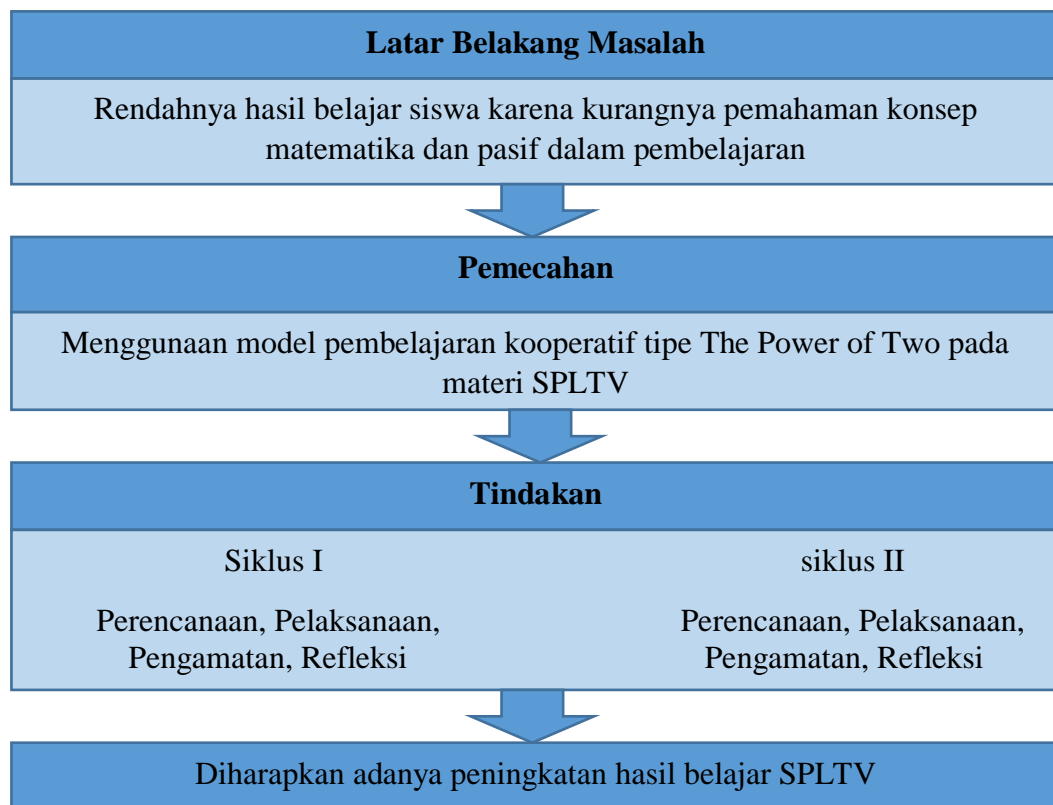 Latar Belakang Masalah
Rendahnya hasil belajar siswa karena kurangnya pemahaman konsep
matematika dan pasif dalam pembelajaran
Pemecahan
Menggunaan model pembelajaran kooperatif tipe The Power of Two pada
materi SPLTV
Tindakan
Siklus I
Perencanaan, Pelaksanaan,
Pengamatan, Refleksi
siklus II
Perencanaan, Pelaksanaan,
Pengamatan, Refleksi
Diharapkan adanya peningkatan hasil belajar SPLTV